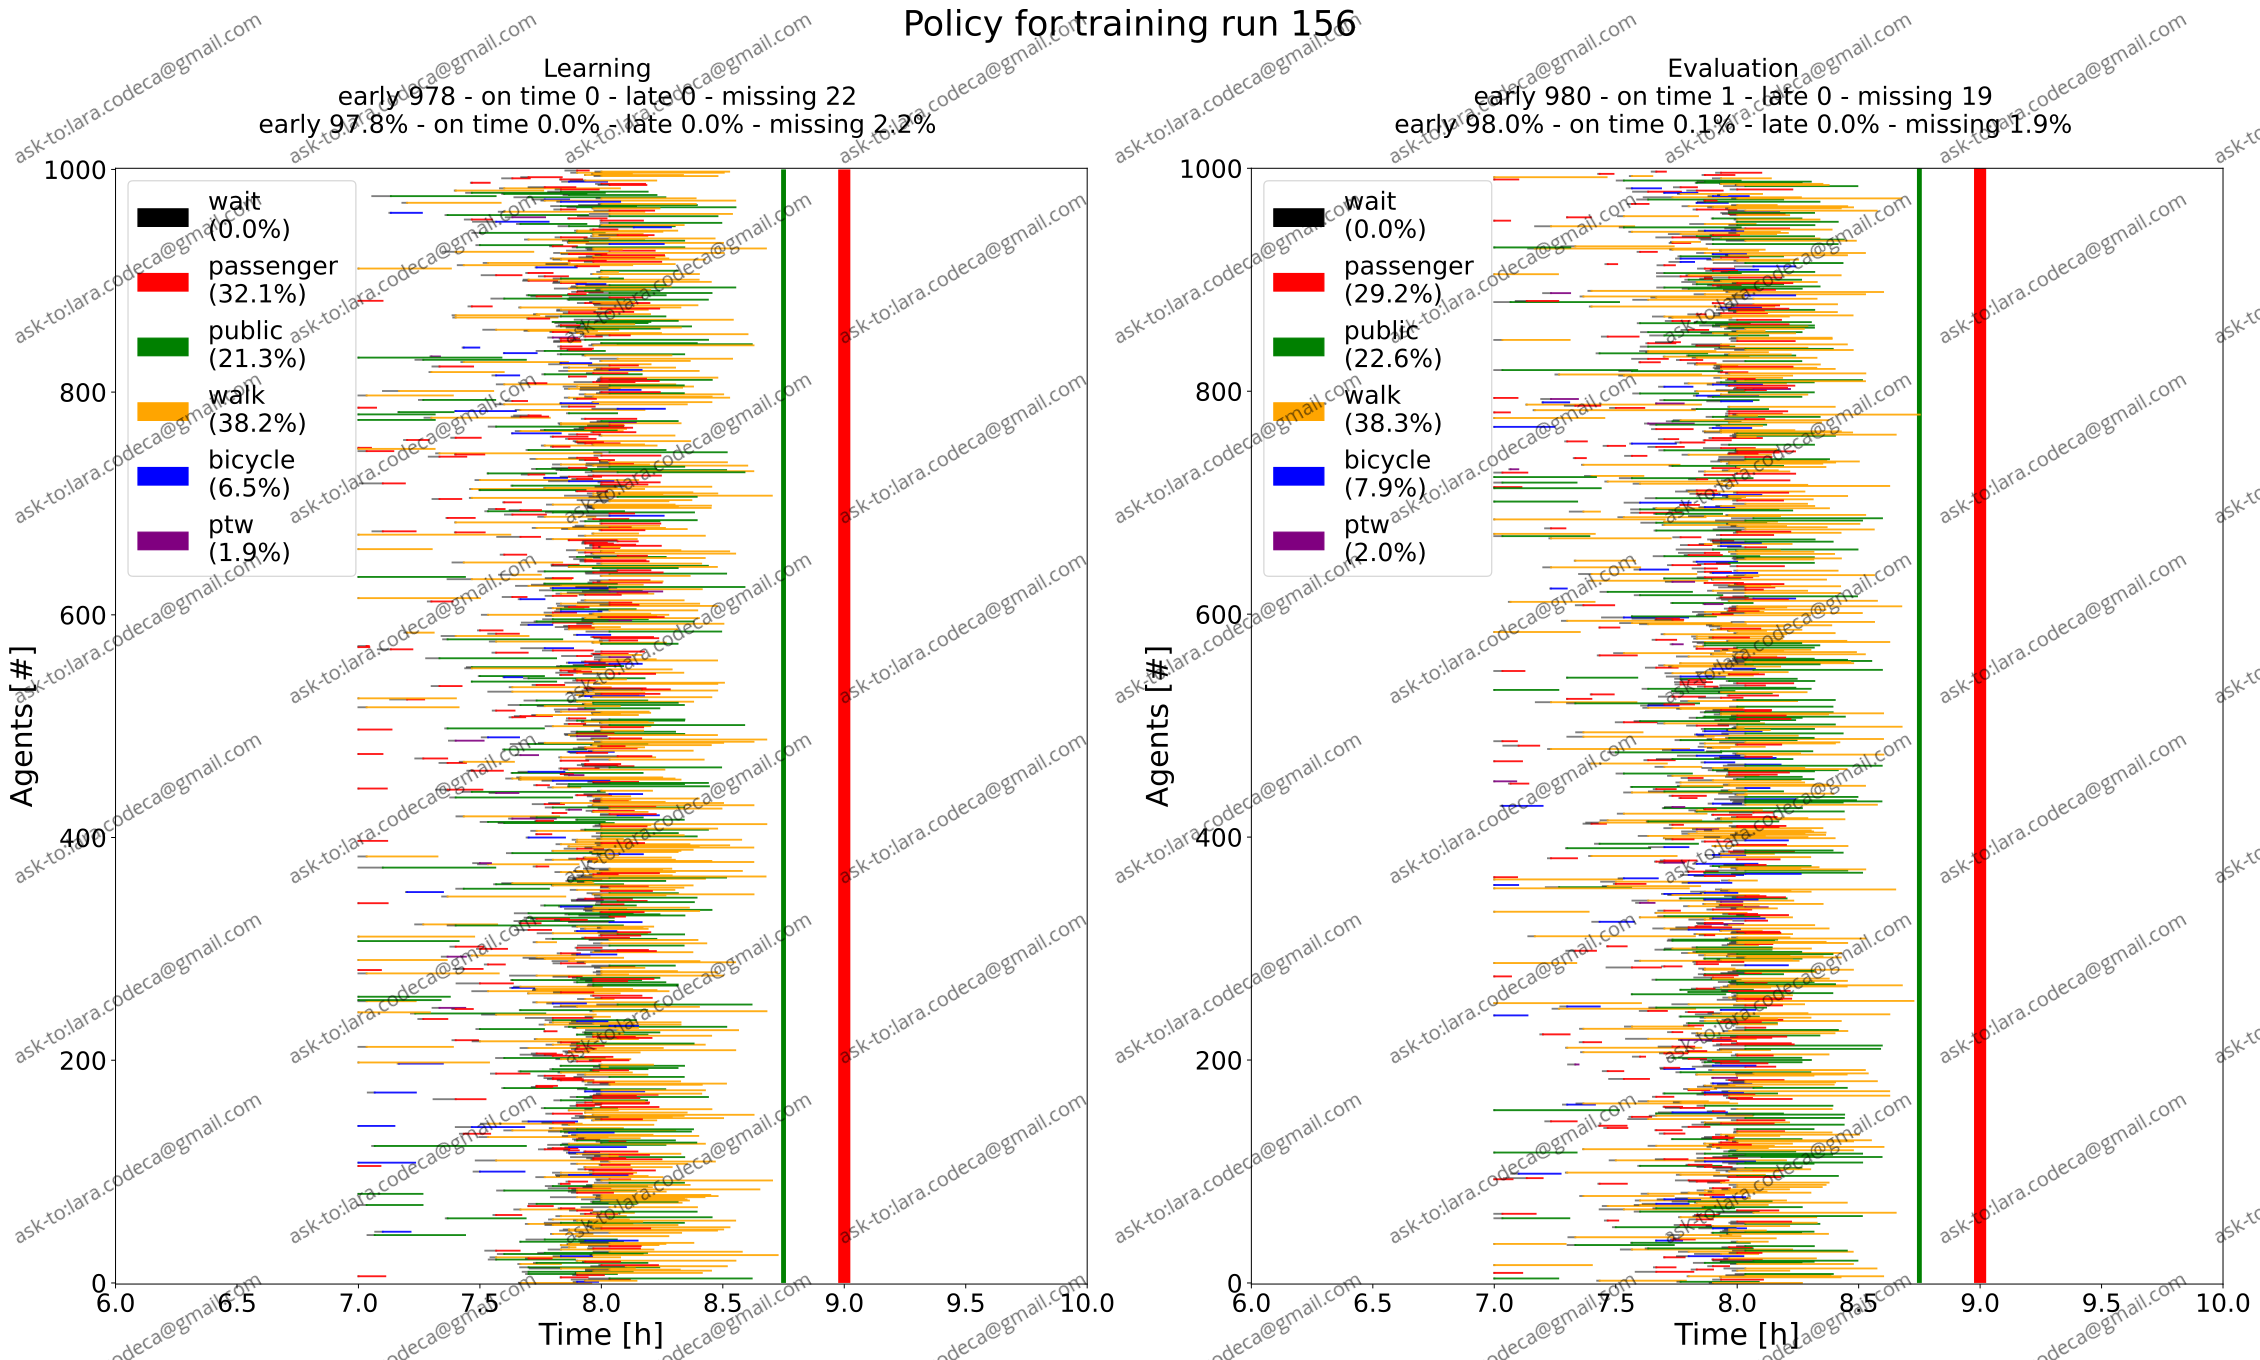 Policy for training run 156
Learning
early 978 - on time 0 - late 0 - missing 22
early 97.8% - on time 0.0% - late 0.0% - missing 2.2%
1000
800
600
400
200
0
Agents [#]
wait
(0.0%)
passenger
(32.1%)
public
(21.3%)
walk
(38.2%)
bicycle
(6.5%)
ptw
(1.9%)
6.0 6.5 7.0 7.5 8.0 8.5 9.0 9.5 10.0
Time [h]
Evaluation
early 980 - on time 1 - late 0 - missing 19
early 98.0% - on time 0.1% - late 0.0% - missing 1.9%
1000
800
600
400
200
0
Agents [#]
wait
(0.0%)
passenger
(29.2%)
public
(22.6%)
walk
(38.3%)
bicycle
(7.9%)
ptw
(2.0%)
6.0 6.5 7.0 7.5 8.0 8.5 9.0 9.5 10.0
Time [h]
ask-to:lara.codeca@gmail.com